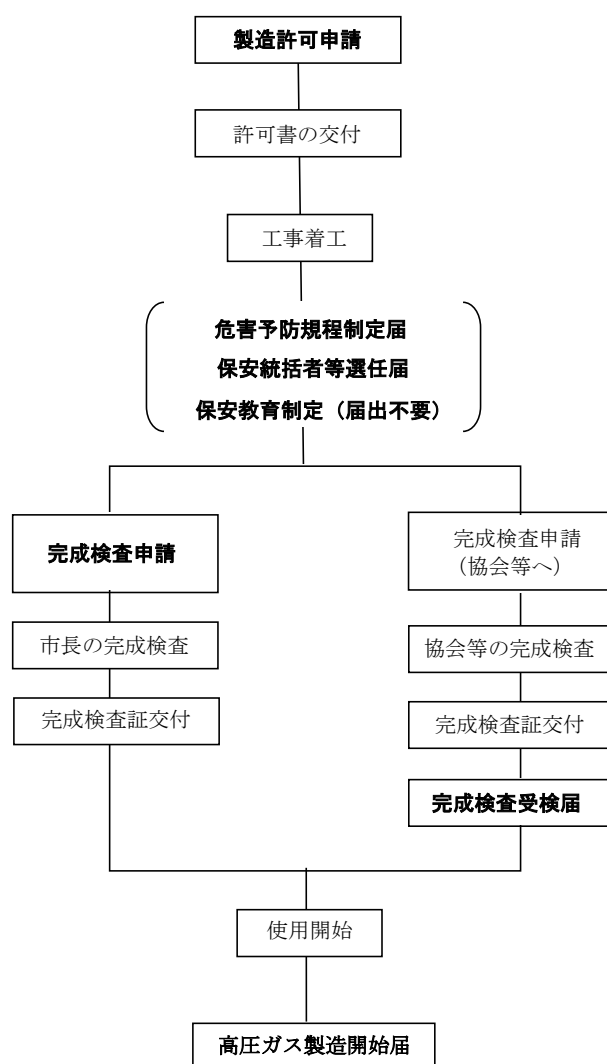 製造許可申請
許可書の交付
工事着工
危害予防規程制定届
保安統括者等選任届
保安教育制定（届出不要）
完成検査申請
市長の完成検査
完成検査証交付
完成検査申請
（協会等へ）
協会等の完成検査
完成検査証交付
完成検査受検届
使用開始
高圧ガス製造開始届